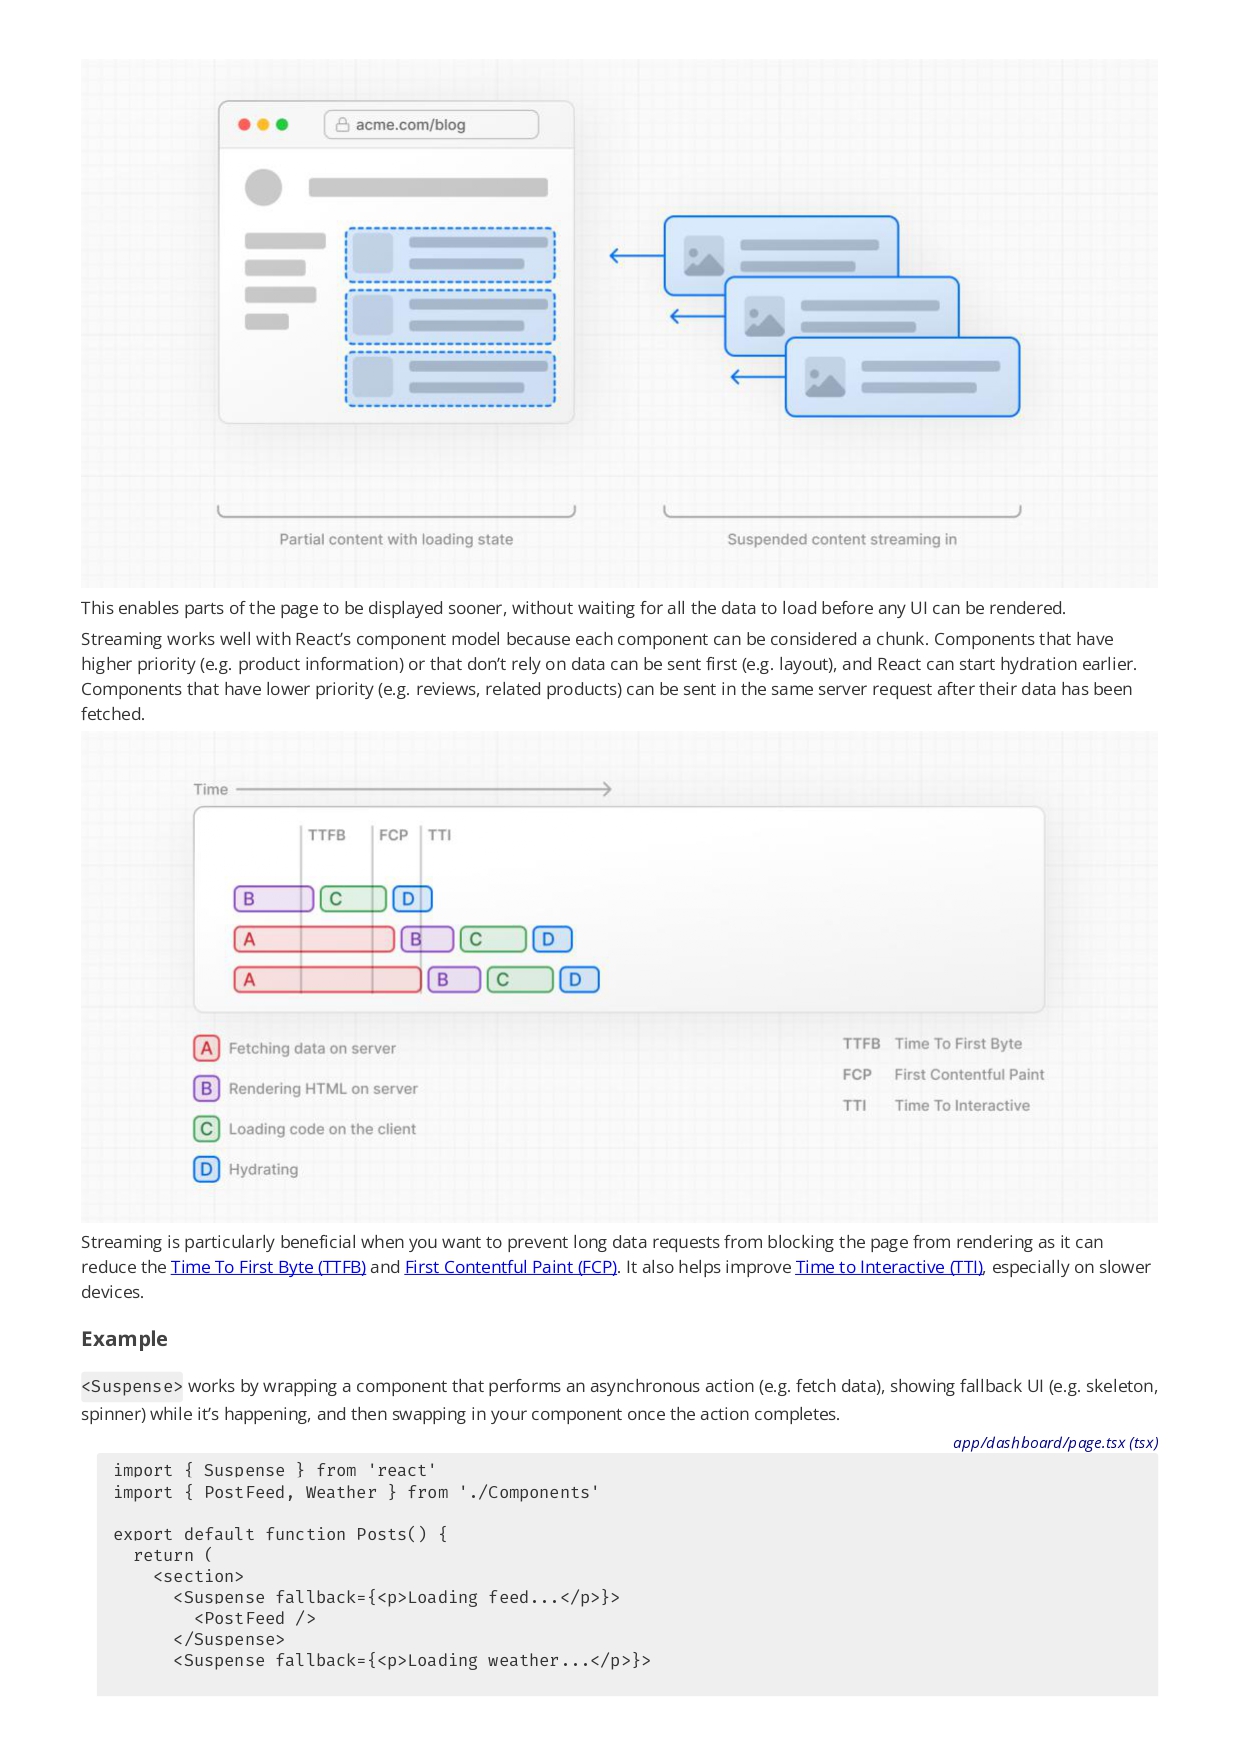 acme.com/blog
Partial content with loading state
Suspended content streaming in
This enables parts of the page to be displayed sooner, without waiting for all the data to load before any UI can be rendered.
Streaming works well with React’s component model because each component can be considered a chunk. Components that have
higher priority (e.g. product information) or that don’t rely on data can be sent first (e.g. layout), and React can start hydration earlier.
Components that have lower priority (e.g. reviews, related products) can be sent in the same server request after their data has been
fetched.
Time
TTFB FCP TTI
B C D
A B C D
A B C D
A Fetching data on server
B Rendering HTML on server
C Loading code on the client
D Hydrating
TTFB Time To First Byte
FCP First Contentful Paint
TTI Time To Interactive
Streaming is particularly beneficial when you want to prevent long data requests from blocking the page from rendering as it can
reduce the Time To First Byte (TTFB) and First Contentful Paint (FCP). It also helps improve Time to Interactive (TTI), especially on slower
devices.
Example
<Suspense> works by wrapping a component that performs an asynchronous action (e.g. fetch data), showing fallback UI (e.g. skeleton,
spinner) while it’s happening, and then swapping in your component once the action completes.
app/dashboard/page.tsx (tsx)
import { Suspense } from 'react'
import { PostFeed, Weather } from './Components'
export default function Posts() {
  return (
    <section>
      <Suspense fallback={<p>Loading feed...</p>}>
        <PostFeed />
      </Suspense>
      <Suspense fallback={<p>Loading weather...</p>}>